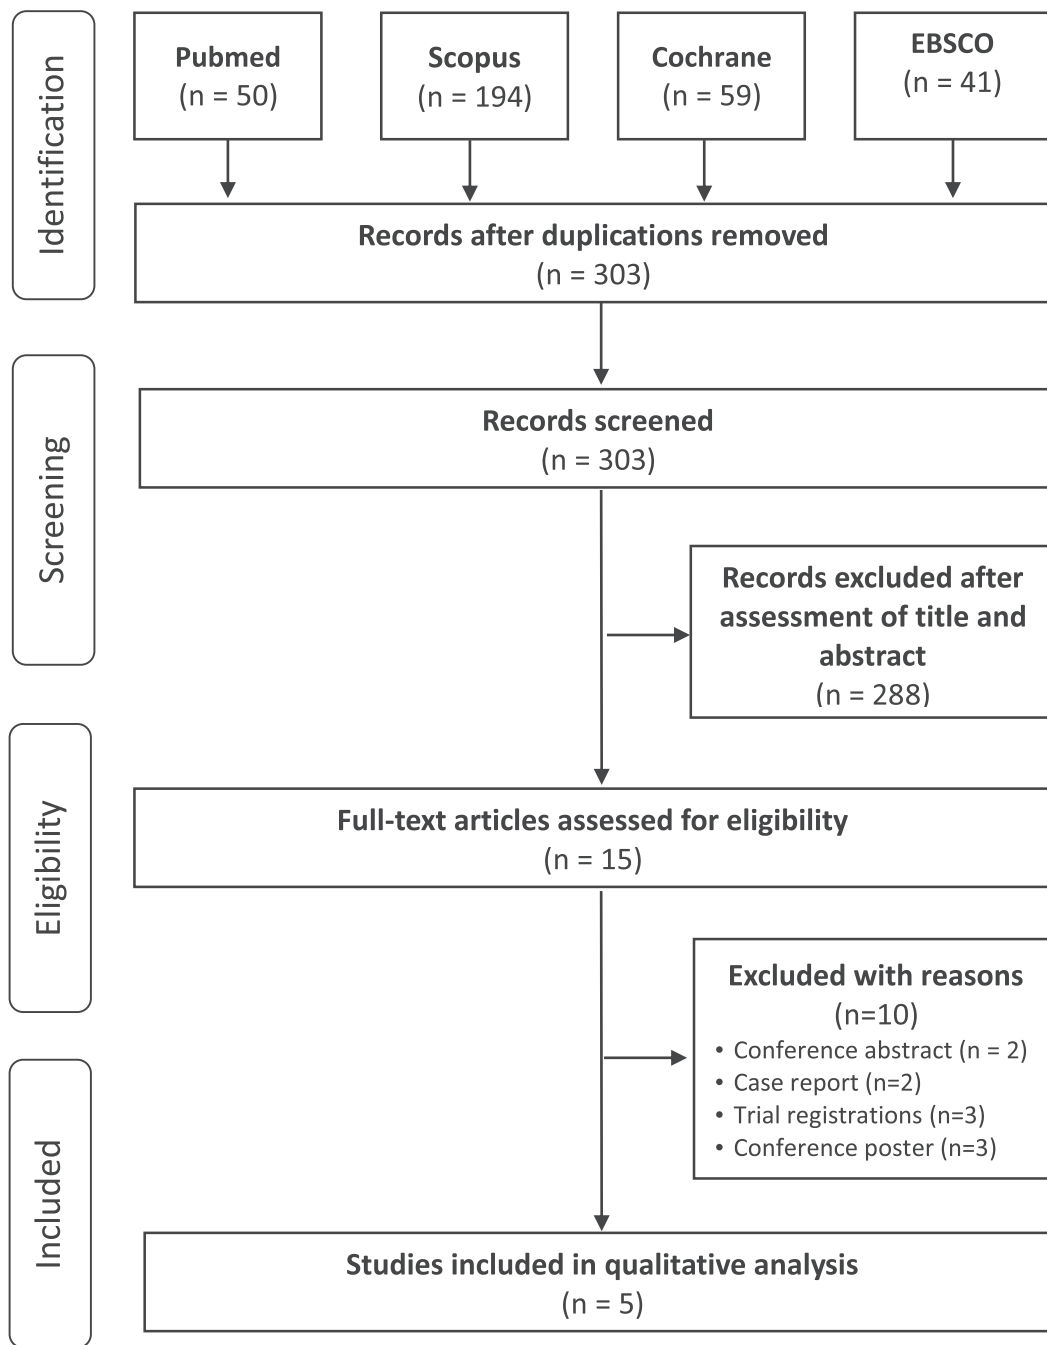 Identification
Pubmed
(n = 50)
Scopus
(n = 194)
Cochrane
(n = 59)
EBSCO
(n = 41)
Records after duplications removed
(n = 303)
Screening
Records screened
(n = 303)
Records excluded after
assessment of title and
abstract
(n = 288)
Eligibility
Full-text articles assessed for eligibility
(n = 15)
Excluded with reasons
(n=10)
• Conference abstract (n = 2)
• Case report (n=2)
• Trial registrations (n=3)
• Conference poster (n=3)
Included
Studies included in qualitative analysis
(n = 5)